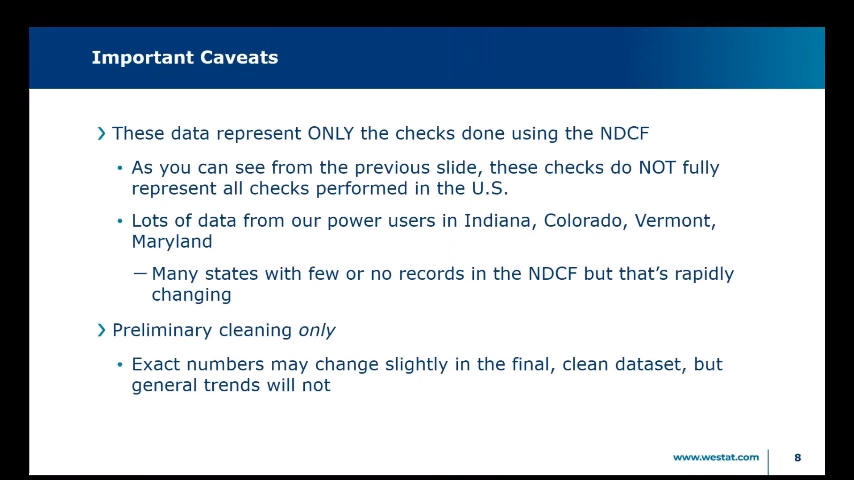 Important Caveats
❯ These data represent ONLY the checks done using the NDCF
• As you can see from the previous slide, these checks do NOT fully
represent all checks performed in the U.S.
• Lots of data from our power users in Indiana, Colorado, Vermont,
Maryland
— Many states with few or no records in the NDCF but that’s rapidly
changing
❯ Preliminary cleaning only
• Exact numbers may change slightly in the final, clean dataset, but
general trends will not
www.westat.com 8